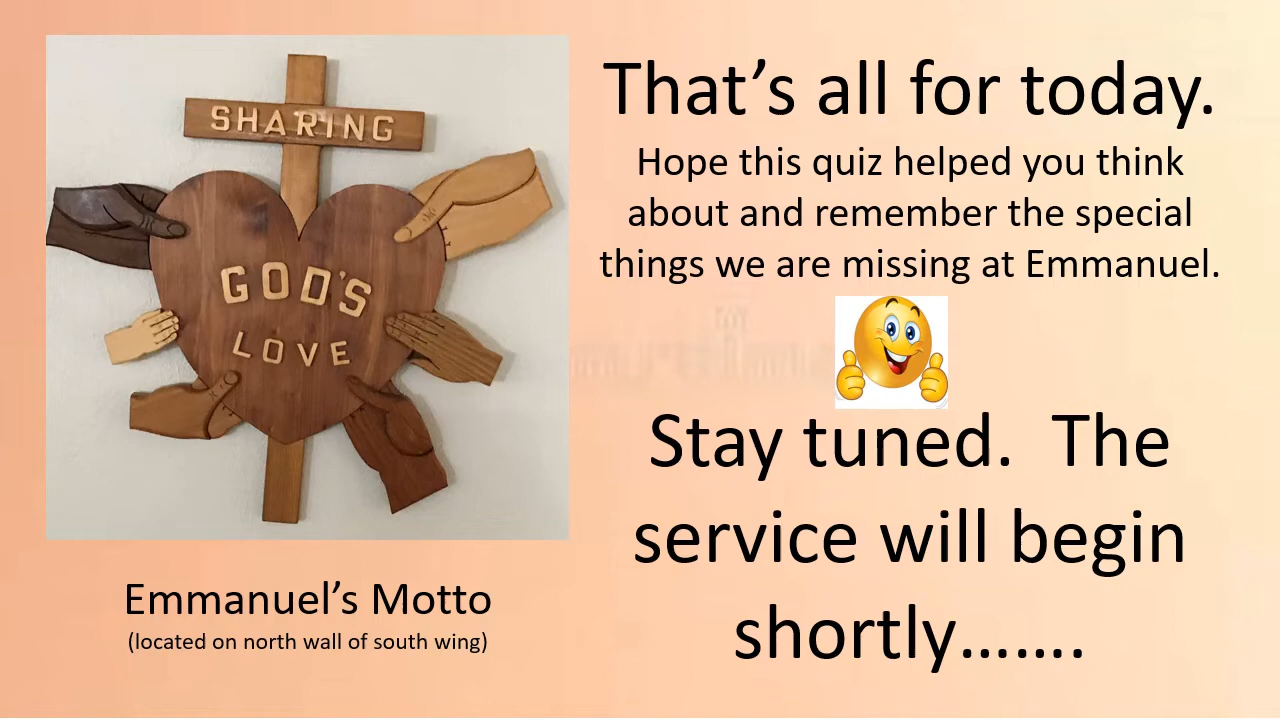 SHARING
GOD'S
LOVE
Emmanuel’s Motto
(located on north wall of south wing)
That’s all for today.
Hope this quiz helped you think
about and remember the special
things we are missing at Emmanuel.
Stay tuned.  The
service will begin
shortly…….